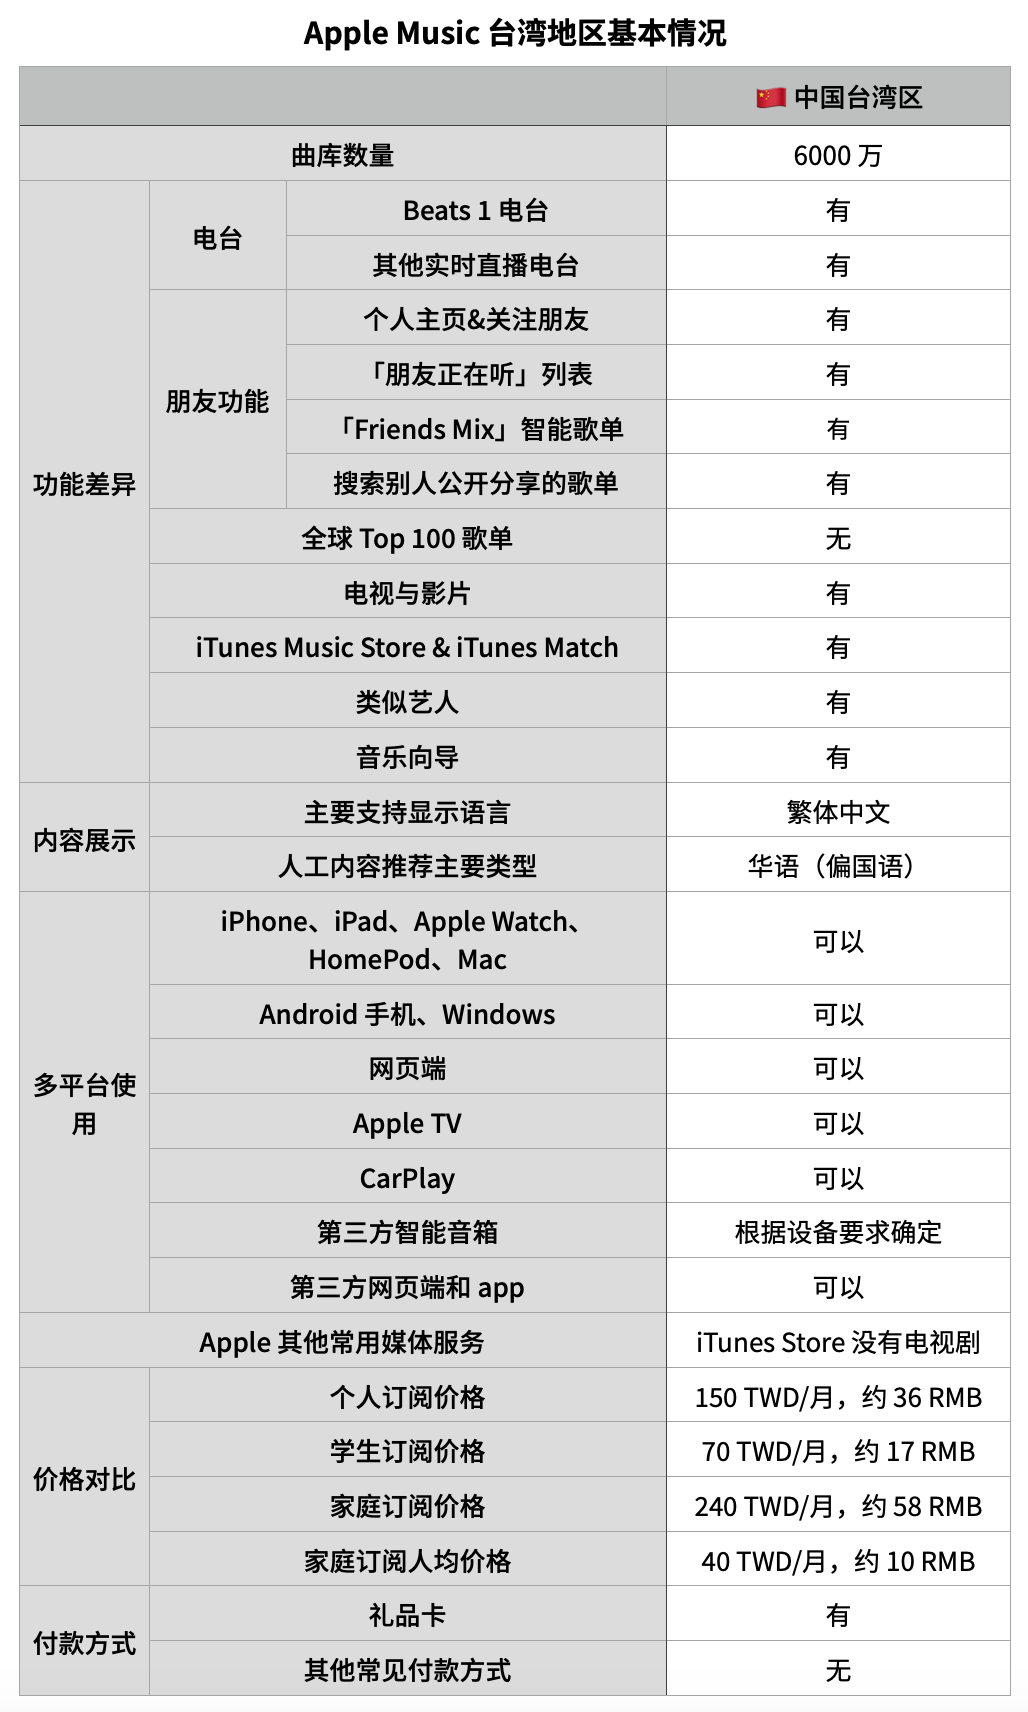 Apple Music 台湾地区基本情况
🇨🇳 中国台湾区
曲库数量
6000 万
功能差异
电台
Beats 1 电台
有
其他实时直播电台
有
朋友功能
个人主页&关注朋友
有
「朋友正在听」列表
有
「Friends Mix」智能歌单
有
搜索别人公开分享的歌单
有
全球 Top 100 歌单
无
电视与影片
有
iTunes Music Store & iTunes Match
有
类似艺人
有
音乐向导
有
内容展示
主要支持显示语言
繁体中文
人工内容推荐主要类型
华语（偏国语）
多平台使
用
iPhone、iPad、Apple Watch、
HomePod、Mac
可以
Android 手机、Windows
可以
网页端
可以
Apple TV
可以
CarPlay
可以
第三方智能音箱
根据设备要求确定
第三方网页端和 app
可以
Apple 其他常用媒体服务
iTunes Store 没有电视剧
价格对比
个人订阅价格
150 TWD/月，约 36 RMB
学生订阅价格
70 TWD/月，约 17 RMB
家庭订阅价格
240 TWD/月，约 58 RMB
家庭订阅人均价格
40 TWD/月，约 10 RMB
付款方式
礼品卡
有
其他常见付款方式
无